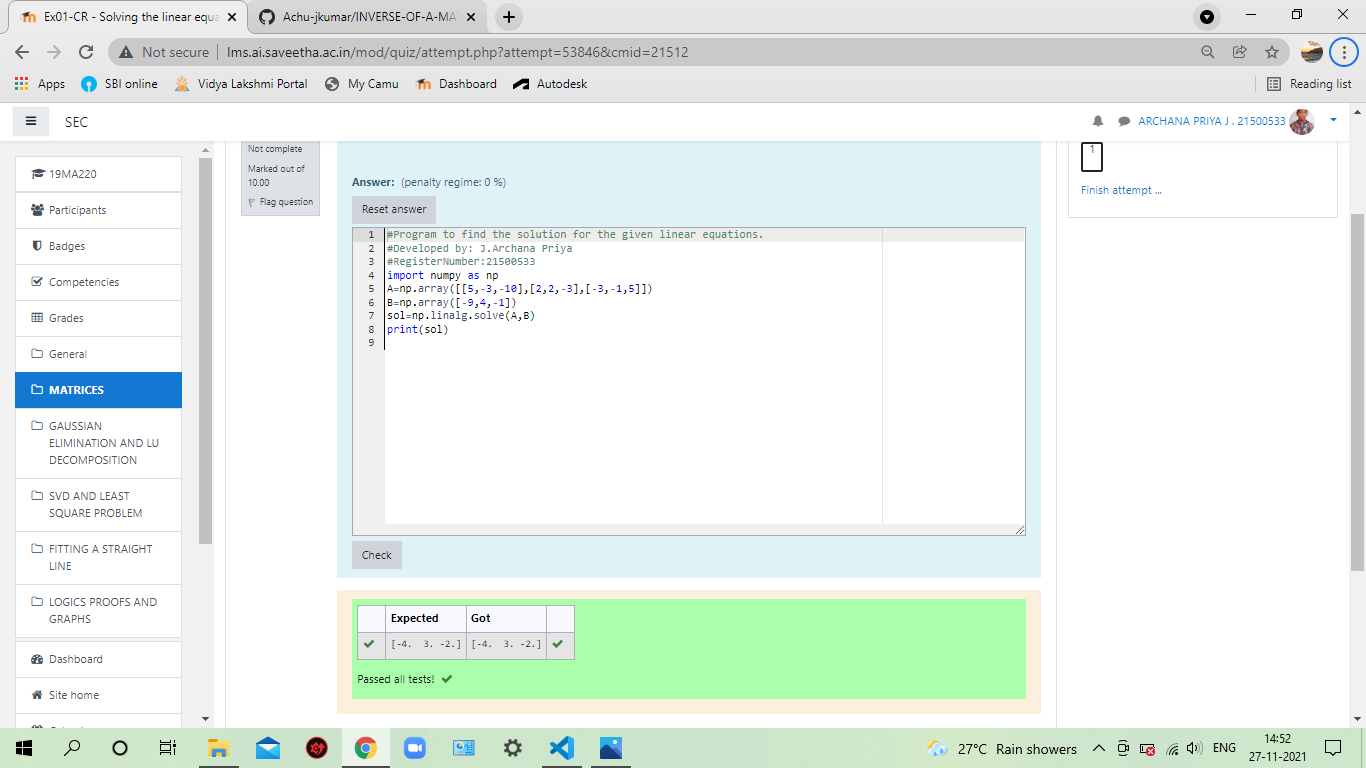 Ex01-CR - Solving the linear equa
Achu-jkumar/INVERSE-OF-A-MA
Not secure
lms.ai.saveetha.ac.in/mod/quiz/attempt.php?attempt=53846&cmid=21512
Apps
SBI online
Vidya Lakshmi Portal
My Camu
Dashboard
Autodesk
Reading list
SEC
ARCHANA PRIYA J . 21500533
19MA220
Participants
Badges
Competencies
Grades
General
MATRICES
GAUSSIAN
ELIMINATION AND LU
DECOMPOSITION
SVD AND LEAST
SQUARE PROBLEM
FITTING A STRAIGHT
LINE
LOGICS PROOFS AND
GRAPHS
Dashboard
Site home
Not complete
Marked out of
10.00
Flag question
Answer: (penalty regime: 0 %)
Reset answer
1 #Program to find the solution for the given linear equations.
2 #Developed by: J.Archana Priya
3 #RegisterNumber:21500533
4 import numpy as np
5 A=np.array([[5,-3,-10],[2,2,-3],[-3,-1,5]])
6 B=np.array([-9,4,-1])
7 sol=np.linalg.solve(A,B)
8 print(sol)
9
Check
Expected Got
[-4. 3. -2.] [-4. 3. -2.]
Passed all tests!
1
Finish attempt ...
27°C Rain showers
ENG
14:52
27-11-2021